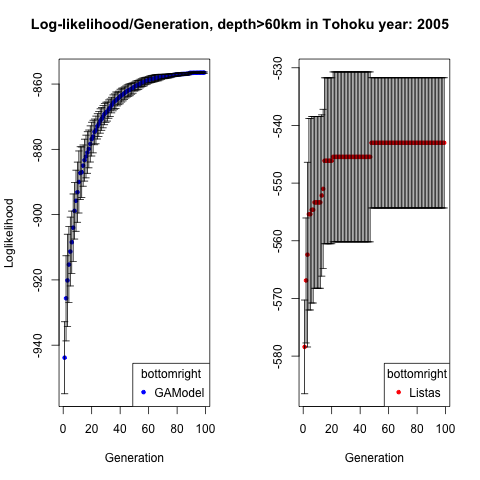 Log-likelihood/Generation, depth>60km in Tohoku year: 2005
Loglikelihood
-860
-880
-900
-920
-940
0 20 40 60 80 100
Generation
bottomright
GAModel
-530
-540
-550
-560
-570
-580
0 20 40 60 80 100
Generation
bottomright
Listas